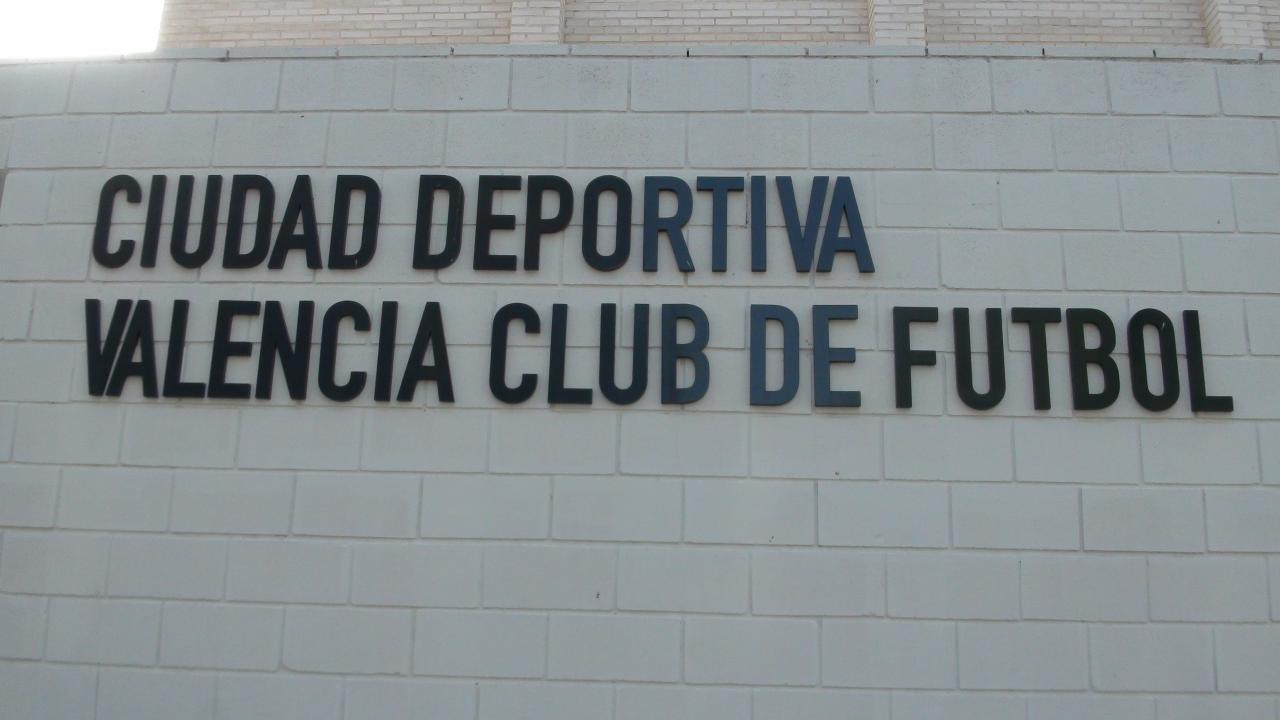 CIUDAD DEPORTIVA
VALENCIA CLUB DE FUTBOL